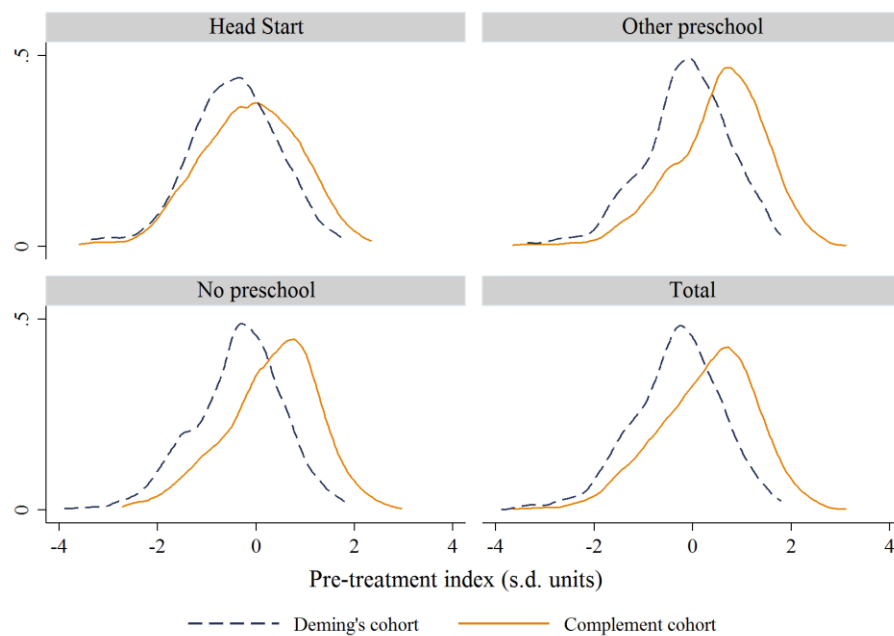 Head Start
Other preschool
.5
0
No preschool
Total
.5
0
-4 -2 0 2 4 -4 -2 0 2 4
Pre-treatment index (s.d. units)
Deming's cohort Complement cohort